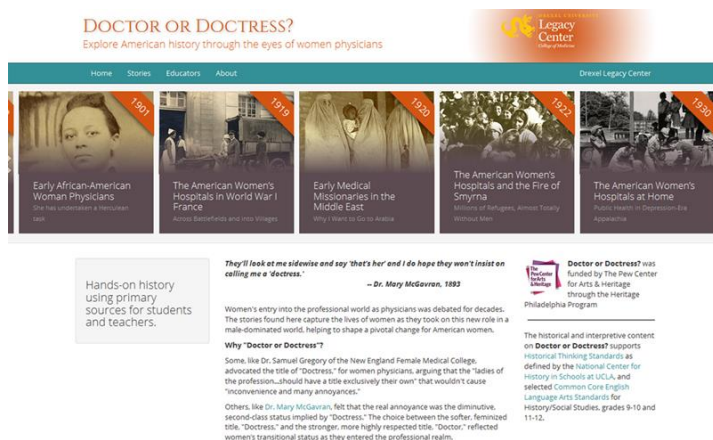 DOCTOR OR DOCTRESS?
Explore American history through the eyes of women physicians
DREXEL UNIVERSITY
Legacy
Center
College of Medicine
Home Stories Educators About Drexel Legacy Center
1901
Early African-American
Woman Physicians
She has undertaken a Herculean
task
1919
The American Women's
Hospitals in World War I
France
Across Battlefields and into Villages
1920
Early Medical
Missionaries in the
Middle East
Why I Want to Go to Arabia
1922
The American Women's
Hospitals and the Fire of
Smyrna
Millions of Refugees, Almost Totally
Without Men
1930
The American Women's
Hospitals at Home
Public Health in Depression-Era
Appalachia
Hands-on history
using primary
sources for students
and teachers.
They'll look at me sidewise and say 'that's her' and I do hope they won't insist on
calling me a 'doctress.'
-- Dr. Mary McGavran, 1893
Women's entry into the professional world as physicians was debated for decades.
The stories found here capture the lives of women as they took on this new role in a
male-dominated world, helping to shape a pivotal change for American women.
Why "Doctor or Doctress"?
Some, like Dr. Samuel Gregory of the New England Female Medical College,
advocated the title of "Doctress," for women physicians, arguing that the "ladies of
the profession...should have a title exclusively their own" that wouldn't cause
"inconvenience and many annoyances."
Others, like Dr. Mary McGavran, felt that the real annoyance was the diminutive,
second-class status implied by "Doctress." The choice between the softer, feminized
title, "Doctress," and the stronger, more highly respected title, "Doctor," reflected
women's transitional status as they entered the professional realm.
The
Pew Center
for Arts
& Heritage
Doctor or Doctress? was
funded by The Pew Center
for Arts & Heritage
through the Heritage
Philadelphia Program
The historical and interpretive content
on Doctor or Doctress? supports
Historical Thinking Standards as
defined by the National Center for
History in Schools at UCLA, and
selected Common Core English
Language Arts Standards for
History/Social Studies, grades 9-10 and
11-12.